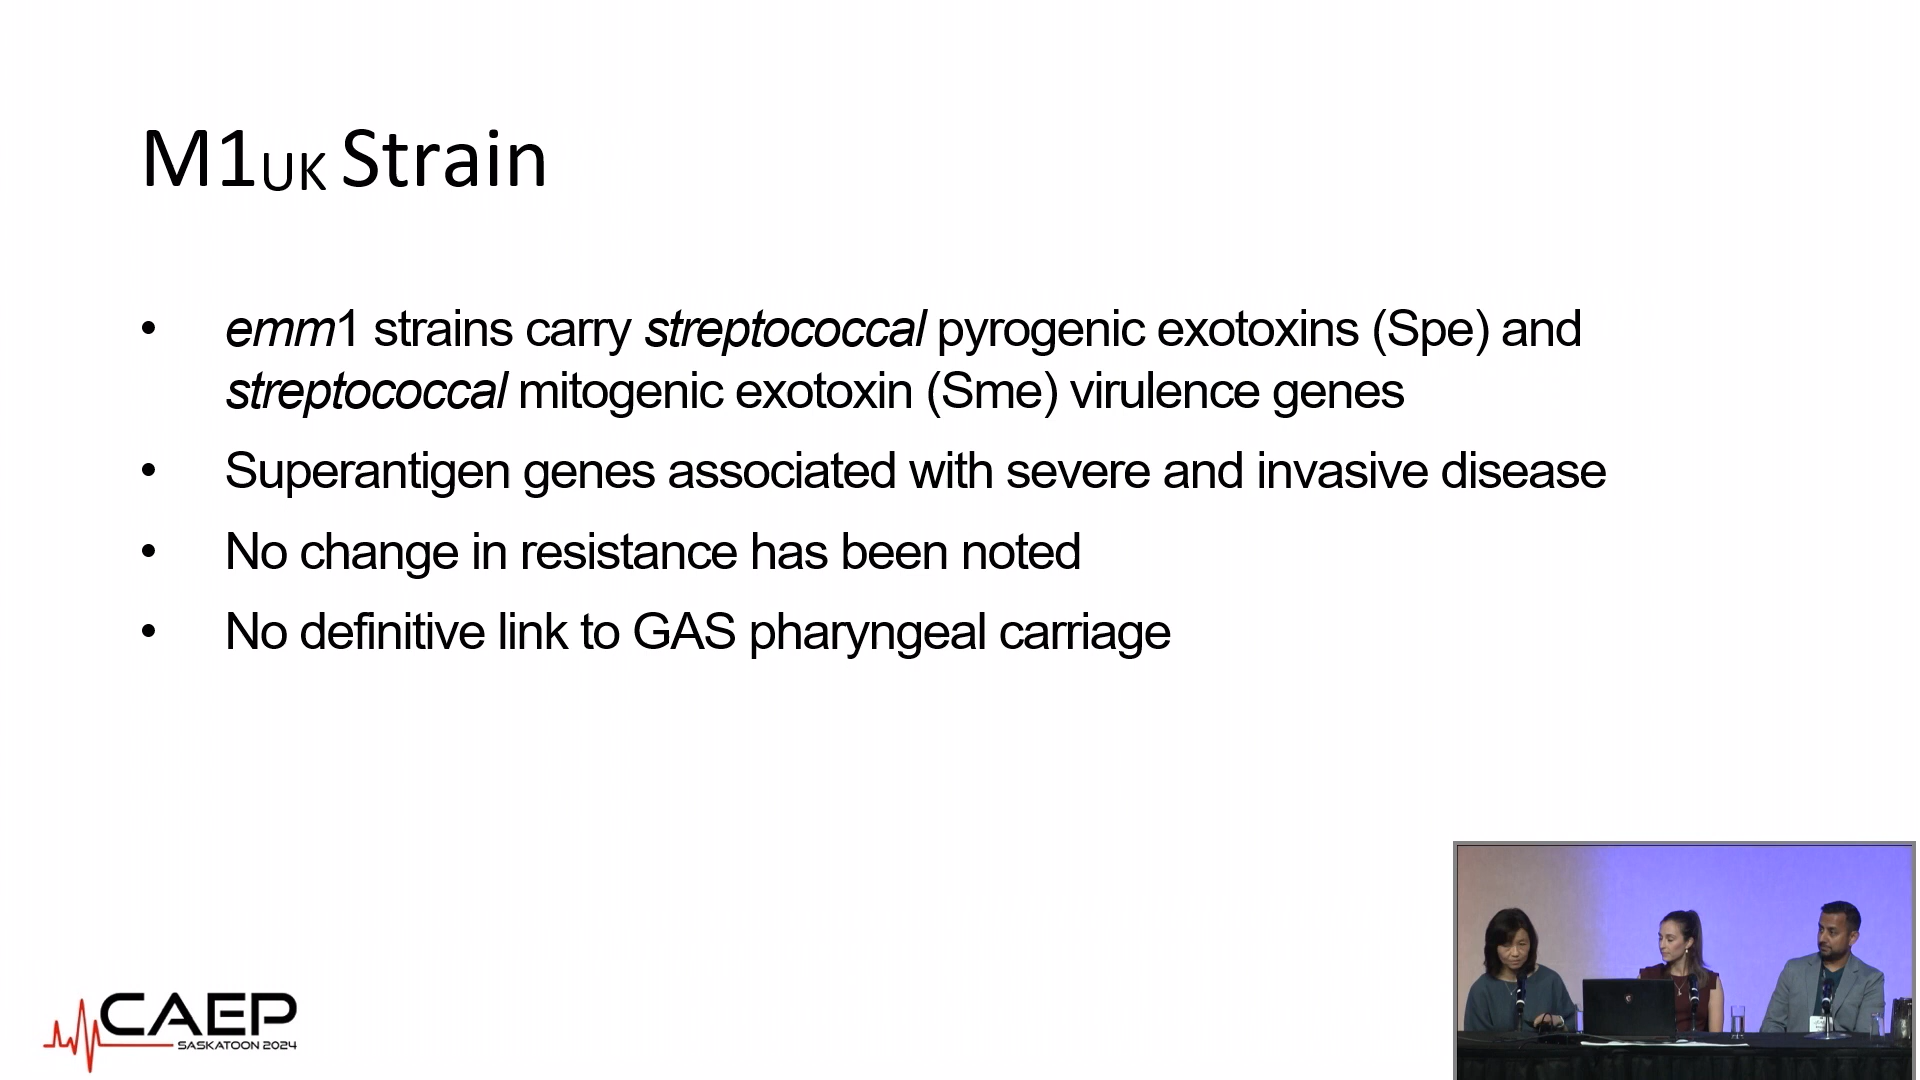 M1UK Strain
• emm1 strains carry streptococcal pyrogenic exotoxins (Spe) and
streptococcal mitogenic exotoxin (Sme) virulence genes
• Superantigen genes associated with severe and invasive disease
• No change in resistance has been noted
• No definitive link to GAS pharyngeal carriage
CAEP
SASKATOON 2024